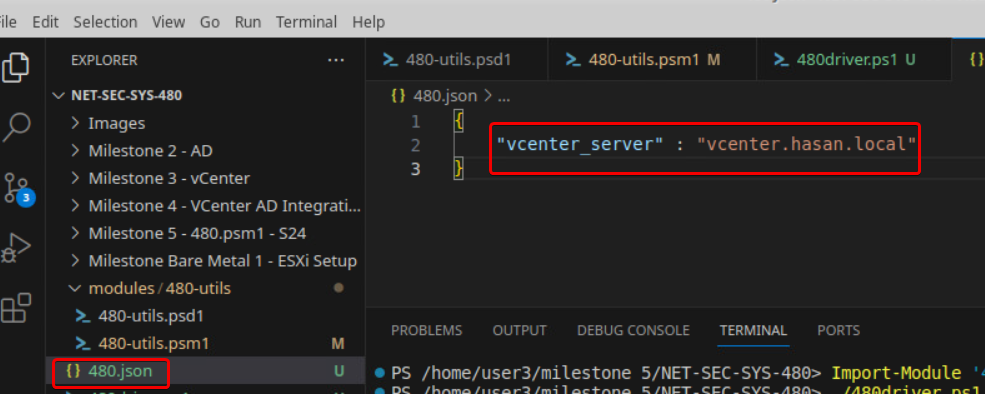 File Edit Selection View Go Run Terminal Help
EXPLORER ...
NET-SEC-SYS-480
Images
Milestone 2 - AD
Milestone 3 - vCenter
Milestone 4 - VCenter AD Integrati...
Milestone 5 - 480.psm1 - S24
Milestone Bare Metal 1 - ESXi Setup
modules / 480-utils
480-utils.psd1
480-utils.psm1 M
{} 480.json U
3
480-utils.psd1
480-utils.psm1 M
480driver.ps1 U
{}
{} 480.json > ...
1 {
2 "vcenter_server" : "vcenter.hasan.local"
3 }
PROBLEMS OUTPUT DEBUG CONSOLE TERMINAL PORTS
PS /home/user3/milestone 5/NET-SEC-SYS-480> Import-Module '4
PS /home/user3/milestone 5/NET-SEC-SYS-480> ./480driver.ps1